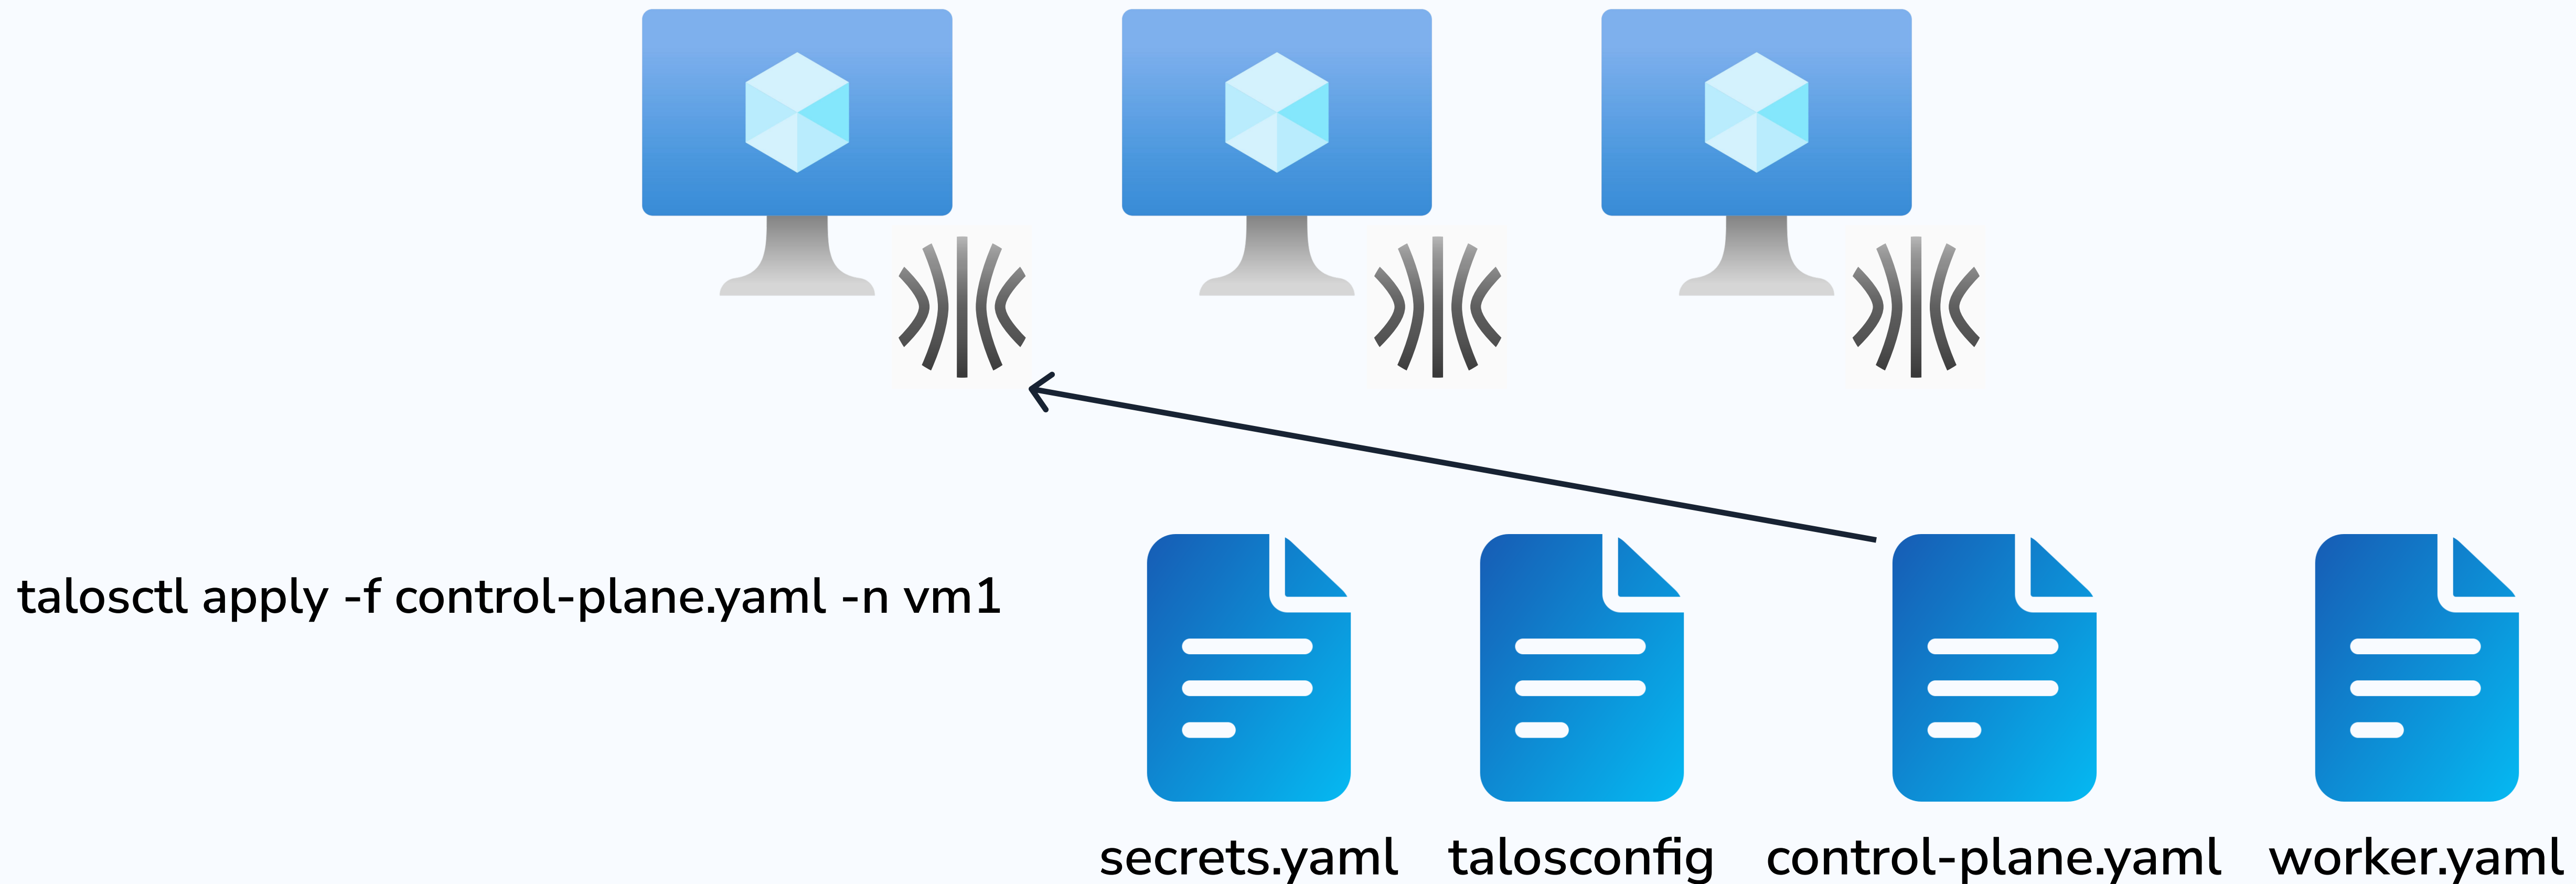 talosctl apply -f control-plane.yaml -n vm1
secrets.yaml
talosconfig
control-plane.yaml
worker.yaml